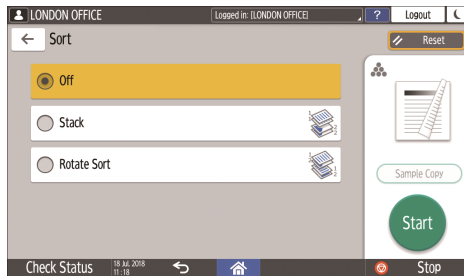 LONDON OFFICE
Logged in: [LONDON OFFICE]
?
Logout
Sort
Reset
Off
Stack
Rotate Sort
Sample Copy
Start
Check Status
18 Jul. 2018
11 : 18
Stop